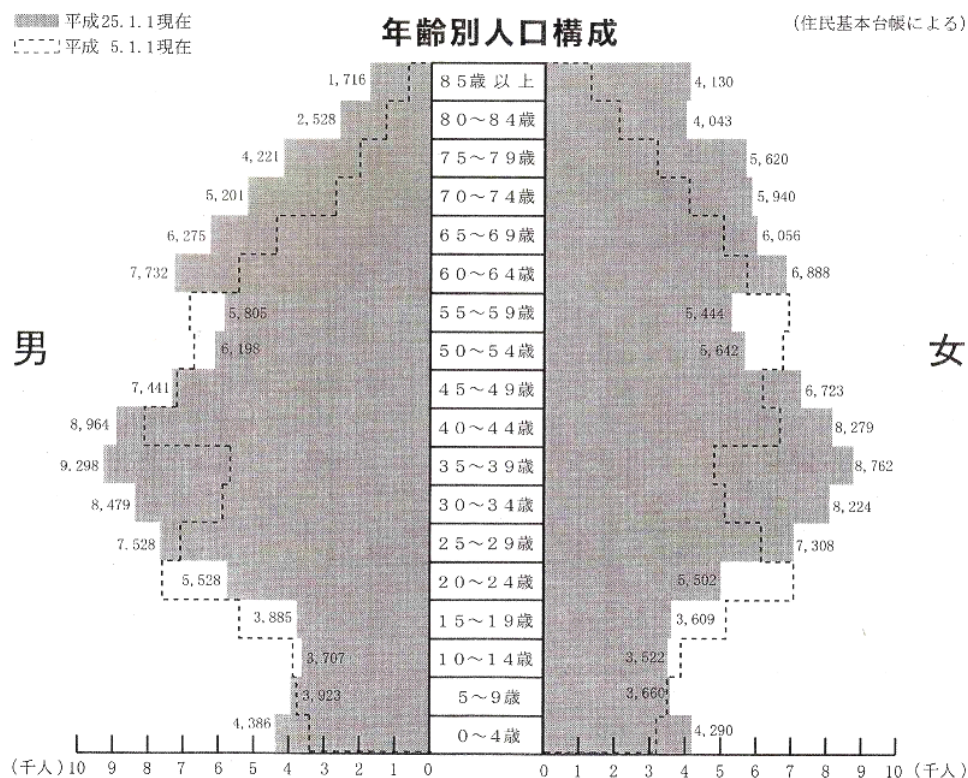 平成25.1.1現在
平成 5.1.1現在
年齢別人口構成
(住民基本台帳による)
1,716 85歳以上 4,130
2,528 80～84歳 4,043
4,221 75～79歳 5,620
5,201 70～74歳 5,940
6,275 65～69歳 6,056
7,732 60～64歳 6,888
5,805 55～59歳 5,444
男
6,198 50～54歳 5,642
女
7,441 45～49歳 6,723
8,964 40～44歳 8,279
9.298 35～39歳 8,762
8,479 30～34歳 8,224
7.528 25～29歳 7,308
5,528 20～24歳 5,502
3,885 15～19歳 3,609
3,707 10～14歳 3,522
3,923 5～9歳 3,660
4,386 0～4歳 4,290
(千人) 10 9 8 7 6 5 4 3 2 1 0 0 1 2 3 4 5 6 7 8 9 10 (千人)